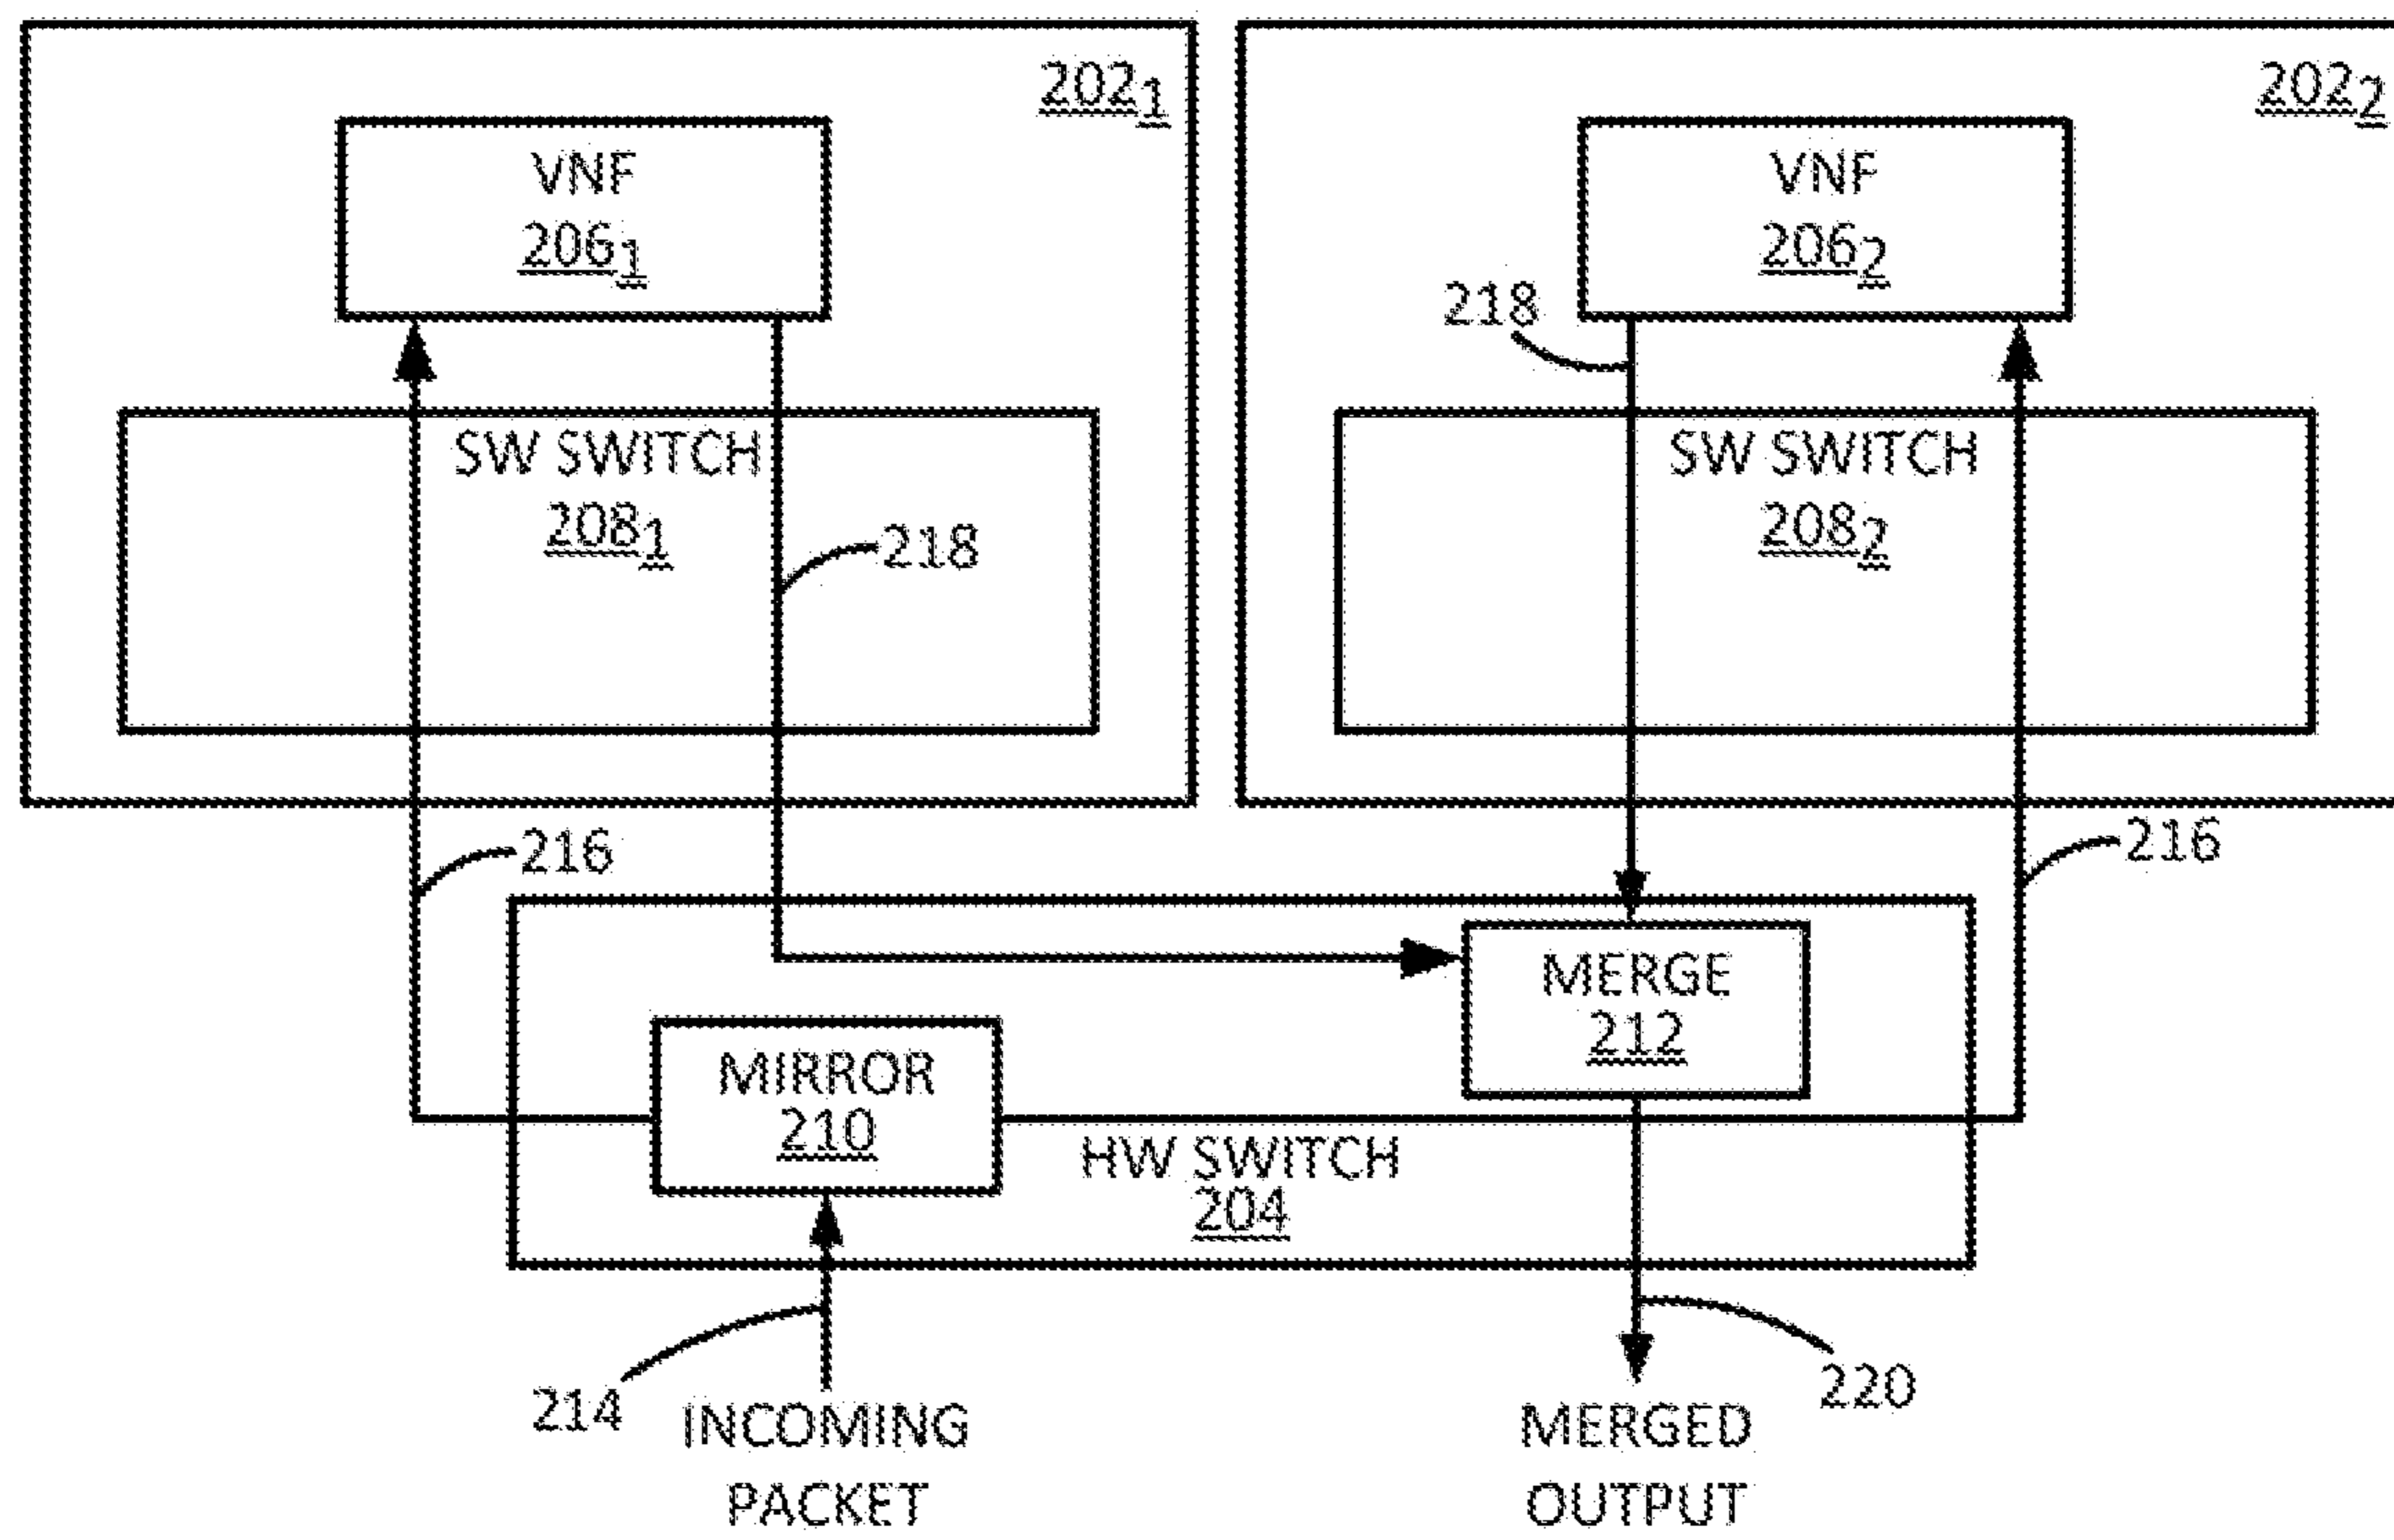 202₁
202₂
VNF
206₁
VNF
206₂
218
SW SWITCH
208₁
218
SW SWITCH
208₂
216
216
MERGE
212
MIRROR
210
HW SWITCH
204
214
INCOMING
PACKET
220
MERGED
OUTPUT